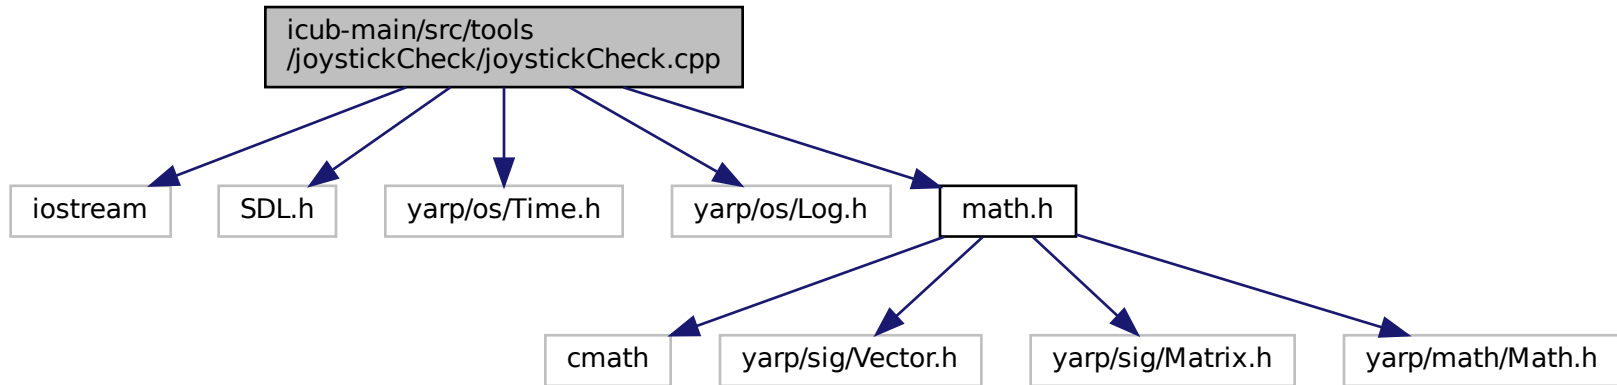 icub-main/src/tools
/joystickCheck/joystickCheck.cpp
iostream
SDL.h
yarp/os/Time.h
yarp/os/Log.h
math.h
cmath
yarp/sig/Vector.h
yarp/sig/Matrix.h
yarp/math/Math.h